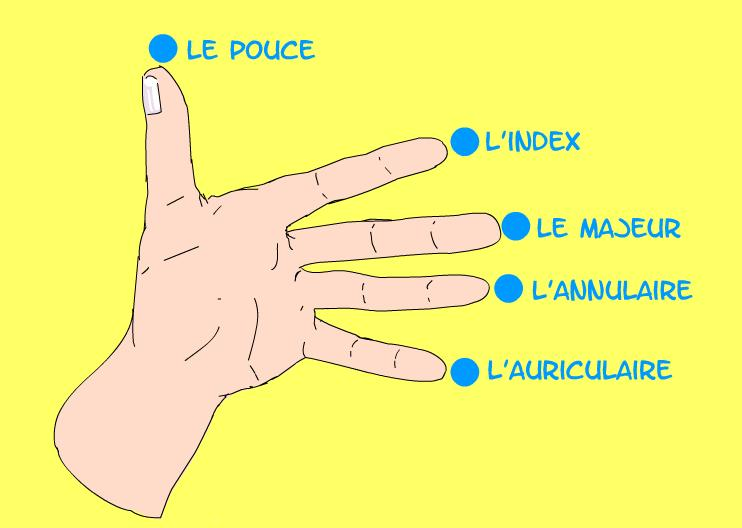 LE POUCE
L'INDEX
LE MAJEUR
L'ANNULAIRE
L'AURICULAIRE